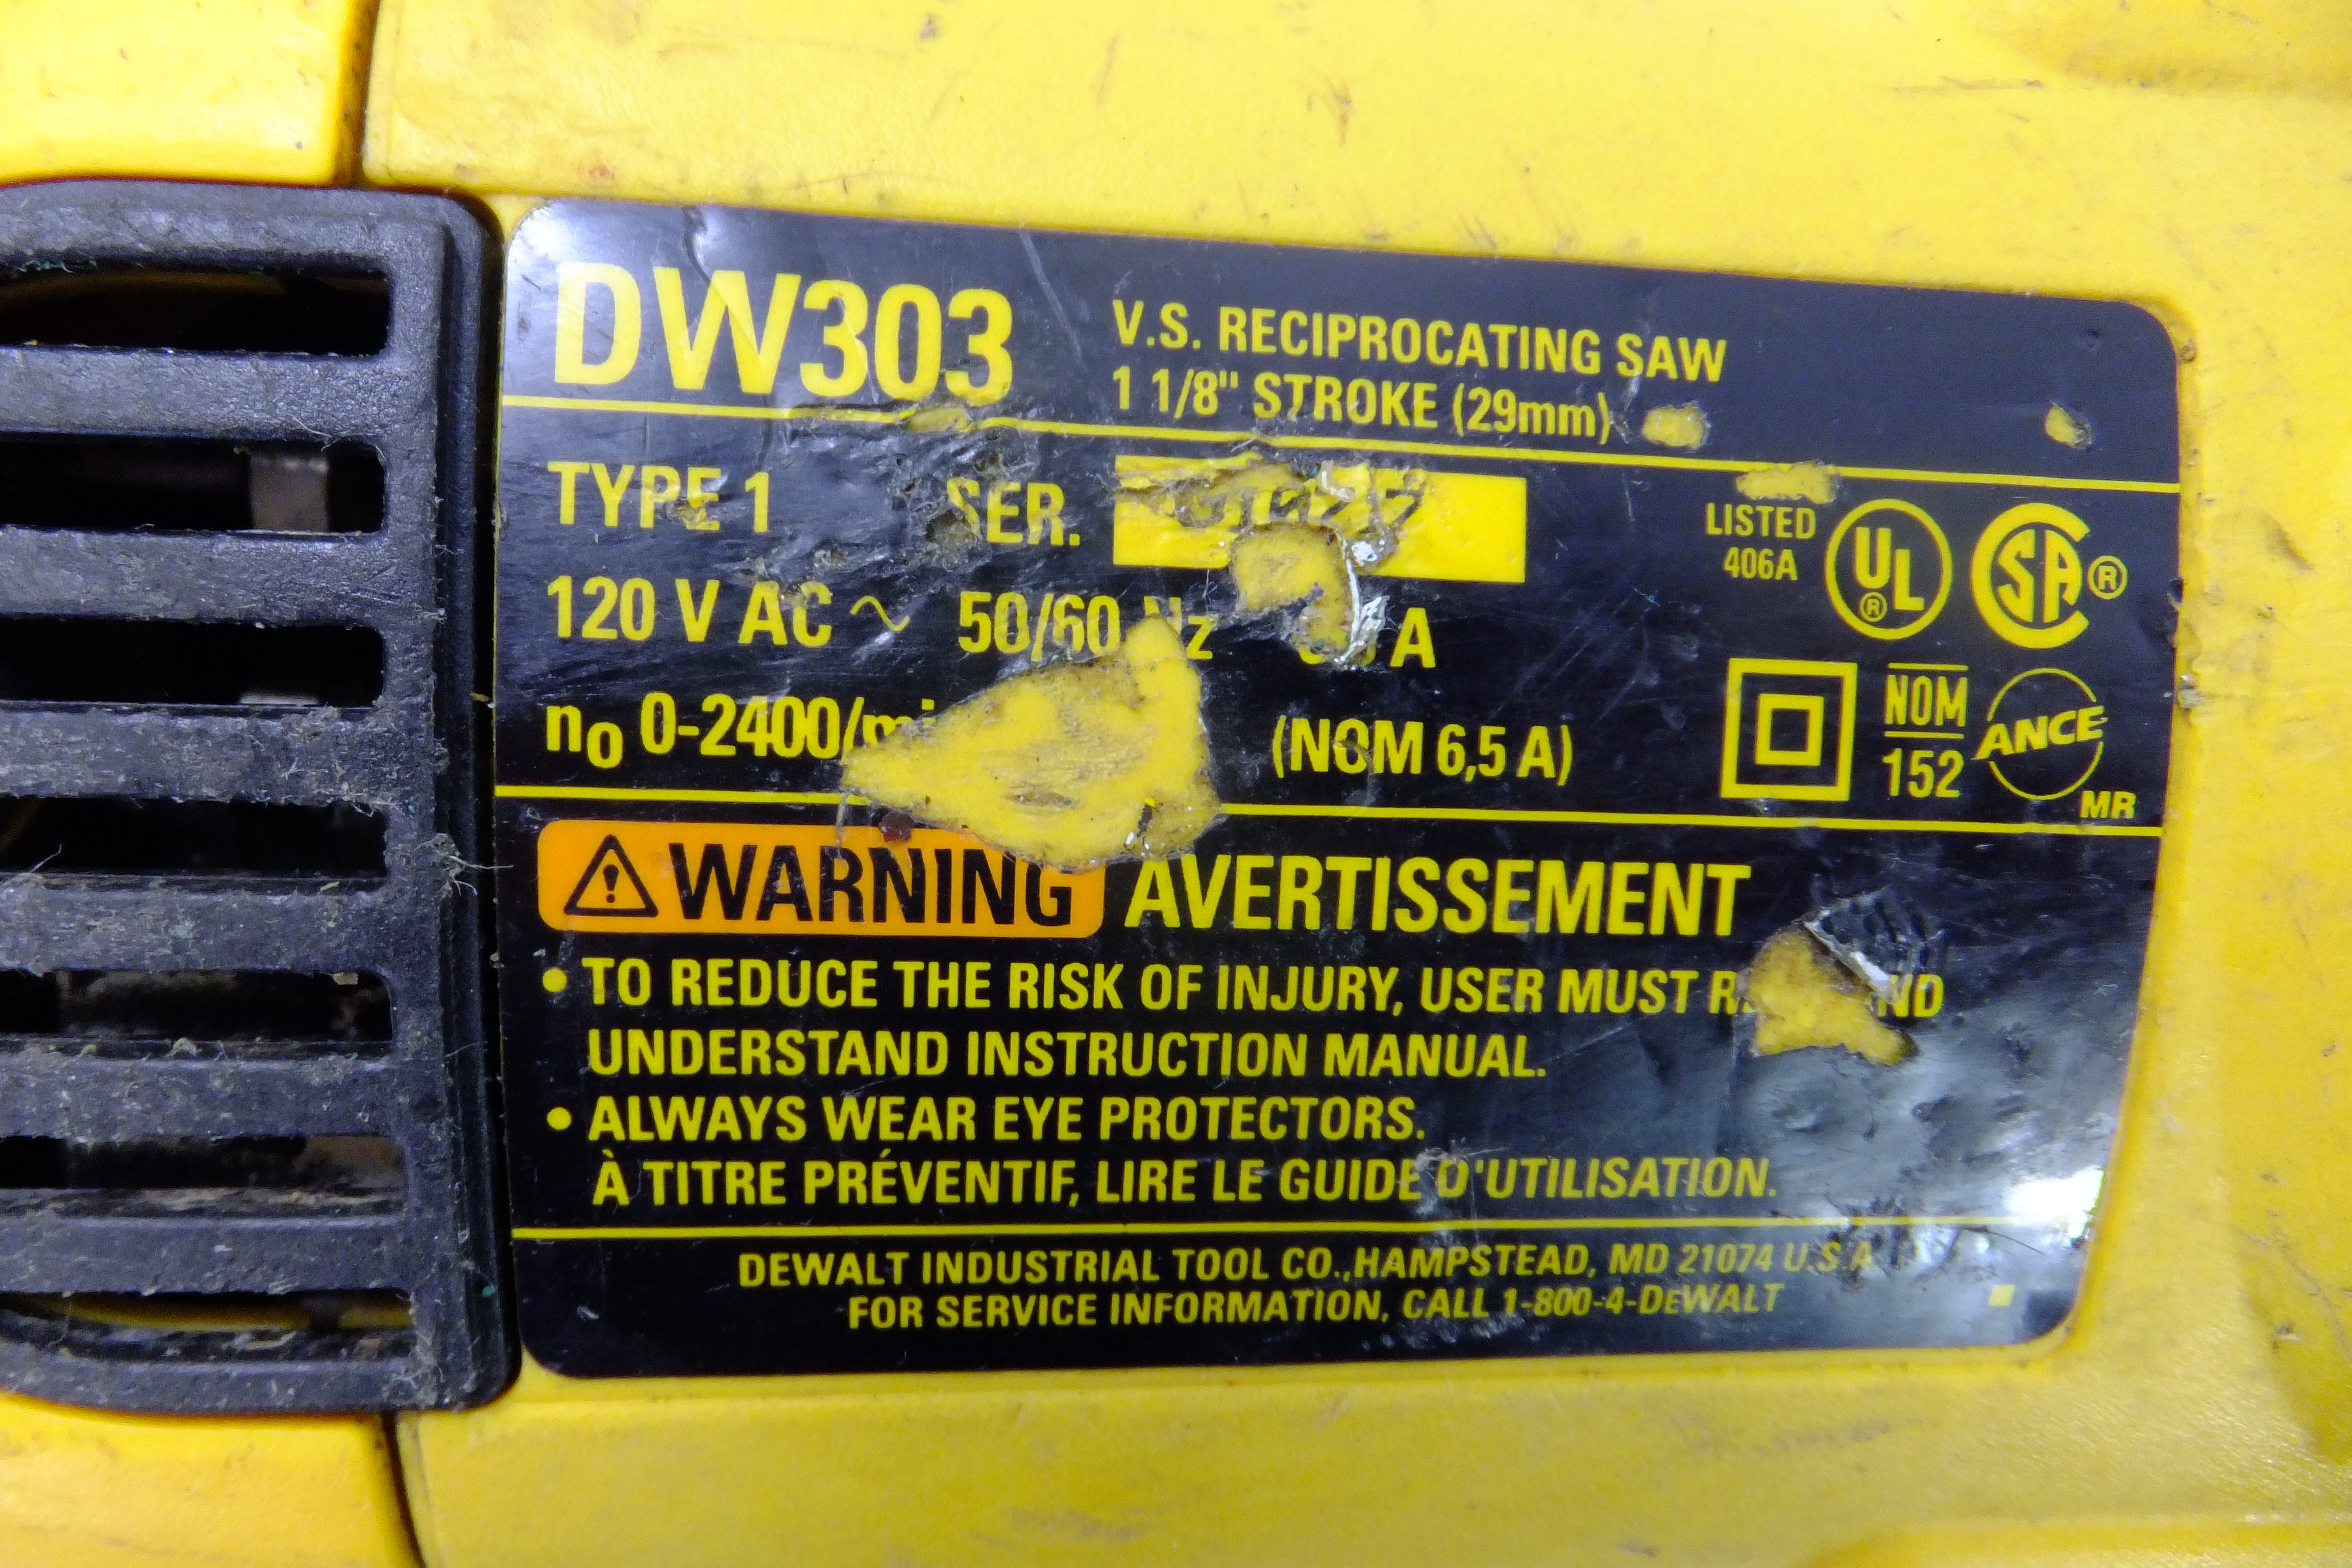 DW303
V.S. RECIPROCATING SAW
1 1/8" STROKE (29mm)
TYPE 1 SER.
120 V AC ~ 50/60 Hz A
n₀ 0-2400/
(NOM 6,5 A)
LISTED
406A
UL ®
CSA ®
NOM
152
ANCE
MR
WARNING AVERTISSEMENT
• TO REDUCE THE RISK OF INJURY, USER MUST
UNDERSTAND INSTRUCTION MANUAL.
• ALWAYS WEAR EYE PROTECTORS.
À TITRE PRÉVENTIF, LIRE LE GUIDE D'UTILISATION.
DEWALT INDUSTRIAL TOOL CO.,HAMPSTEAD, MD 21074 U.S.A
FOR SERVICE INFORMATION, CALL 1-800-4-DEWALT